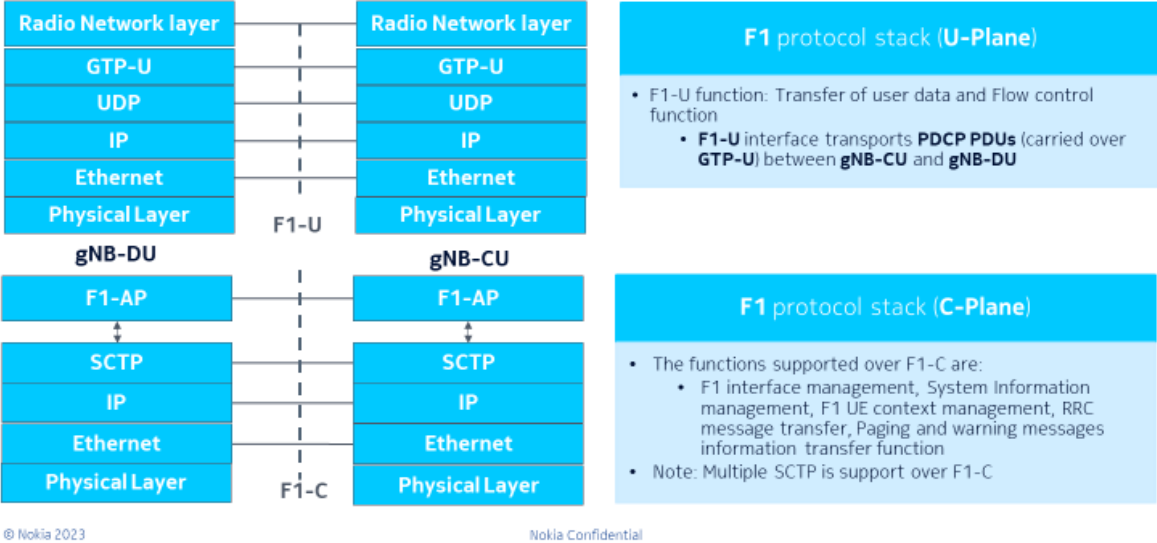 Radio Network layer
GTP-U
UDP
IP
Ethernet
Physical Layer
gNB-DU
F1-U
Radio Network layer
GTP-U
UDP
IP
Ethernet
Physical Layer
gNB-CU
F1 protocol stack (U-Plane)
• F1-U function: Transfer of user data and Flow control
function
• F1-U interface transports PDCP PDUs (carried over
GTP-U) between gNB-CU and gNB-DU
F1-AP
SCTP
IP
Ethernet
Physical Layer
F1-C
F1-AP
SCTP
IP
Ethernet
Physical Layer
F1 protocol stack (C-Plane)
• The functions supported over F1-C are:
• F1 interface management, System Information
management, F1 UE context management, RRC
message transfer, Paging and warning messages
information transfer function
• Note: Multiple SCTP is support over F1-C
© Nokia 2023
Nokia Confidential